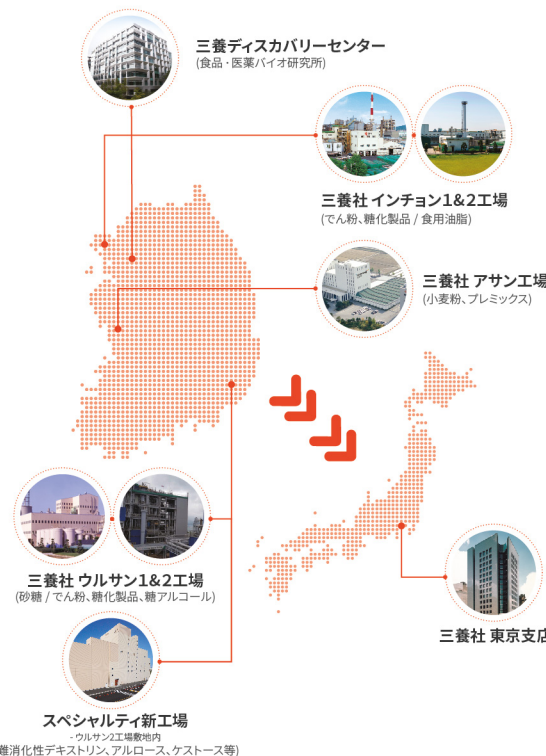 三養ディスカバリーセンター
(食品・医薬バイオ研究所)
三養社 インチョン1&2工場
(でん粉、糖化製品 / 食用油脂)
三養社 アサン工場
(小麦粉、プレミックス)
三養社 ウルサン1&2工場
(砂糖 / でん粉、糖化製品、糖アルコール)
三養社 東京支店
スペシャルティ新工場
- ウルサン2工場敷地内
難消化性デキストリン、アルロース、ケストース等)